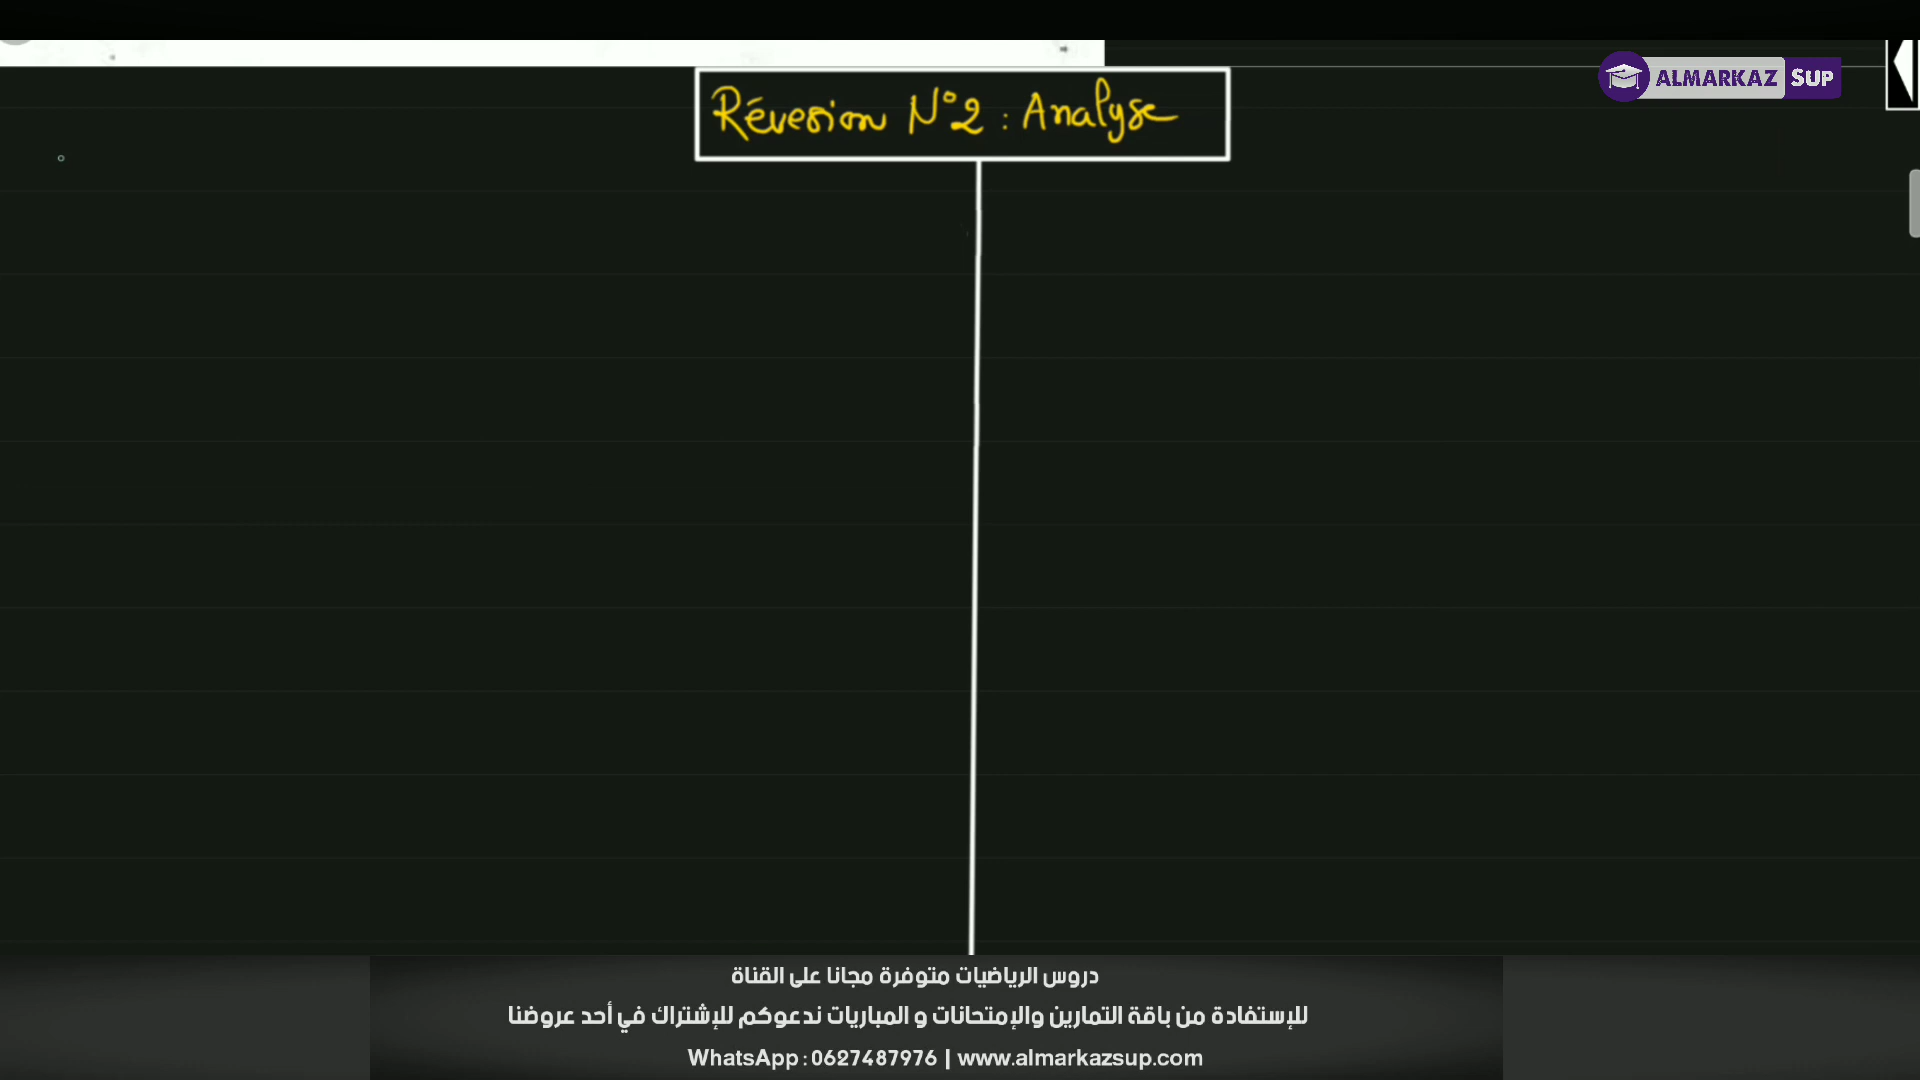 ALMARKAZ SUP
Révesion N°2 : Analyse
دروس الرياضيات متوفرة مجانا على القناة
للإستفادة من باقة التمارين والإمتحانات و المباريات ندعوكم للإشتراك في أحد عروضنا
WhatsApp : 0627487976 | www.almarkazsup.com